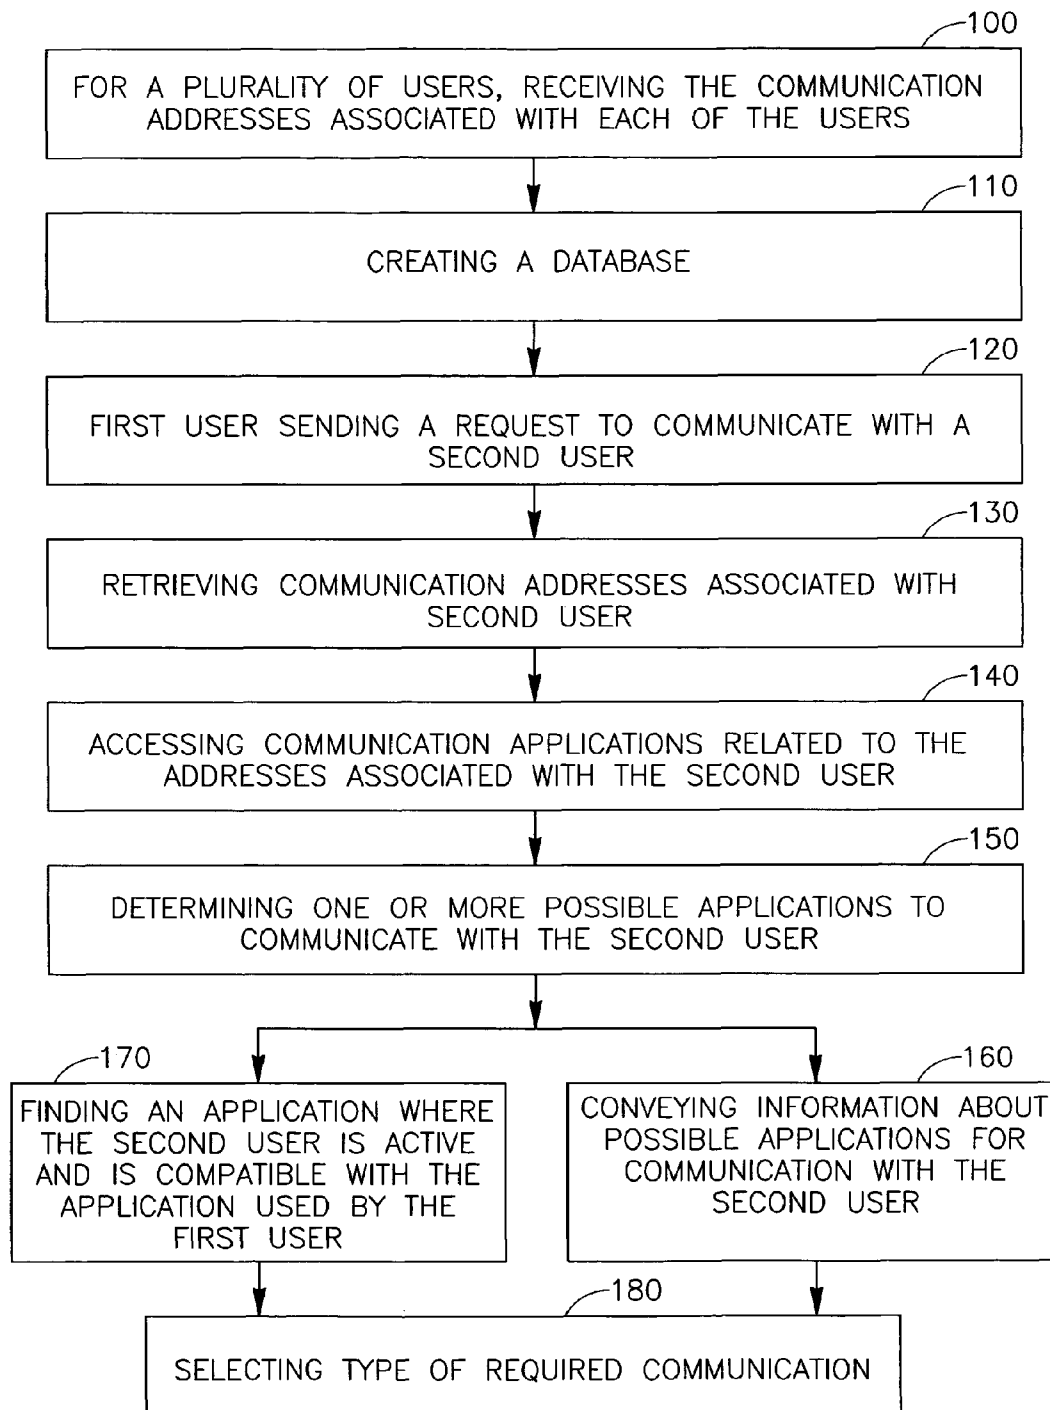 100
FOR A PLURALITY OF USERS, RECEIVING THE COMMUNICATION
ADDRESSES ASSOCIATED WITH EACH OF THE USERS
110
CREATING A DATABASE
120
FIRST USER SENDING A REQUEST TO COMMUNICATE WITH A
SECOND USER
130
RETRIEVING COMMUNICATION ADDRESSES ASSOCIATED WITH
SECOND USER
140
ACCESSING COMMUNICATION APPLICATIONS RELATED TO THE
ADDRESSES ASSOCIATED WITH THE SECOND USER
150
DETERMINING ONE OR MORE POSSIBLE APPLICATIONS TO
COMMUNICATE WITH THE SECOND USER
170
FINDING AN APPLICATION WHERE
THE SECOND USER IS ACTIVE
AND IS COMPATIBLE WITH THE
APPLICATION USED BY THE
FIRST USER
160
CONVEYING INFORMATION ABOUT
POSSIBLE APPLICATIONS FOR
COMMUNICATION WITH THE
SECOND USER
180
SELECTING TYPE OF REQUIRED COMMUNICATION